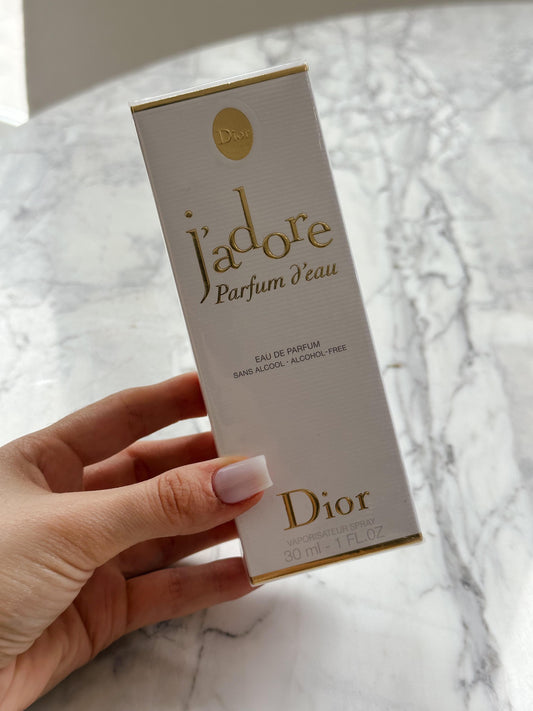 Dior
j'adore
Parfum d'eau
EAU DE PARFUM
SANS ALCOOL - ALCOHOL-FREE
Dior
VAPORISATEUR SPRAY
30 ml - 1 FL.OZ